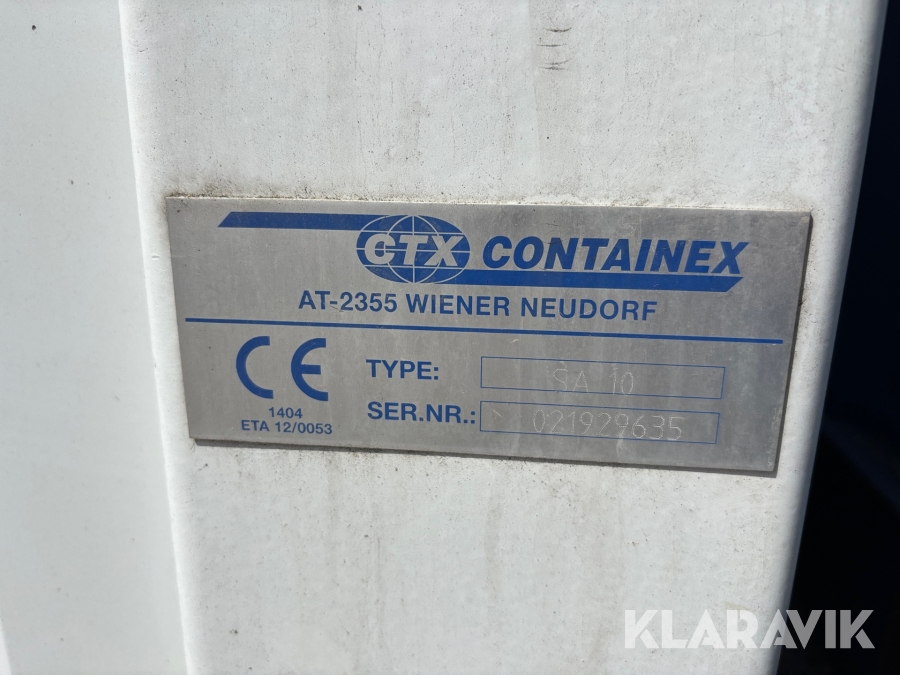 CTX CONTAINEX
AT-2355 WIENER NEUDORF
CE
TYPE: SA 10
1404
SER.NR.: 021929635
ETA 12/0053
KLARAVIK